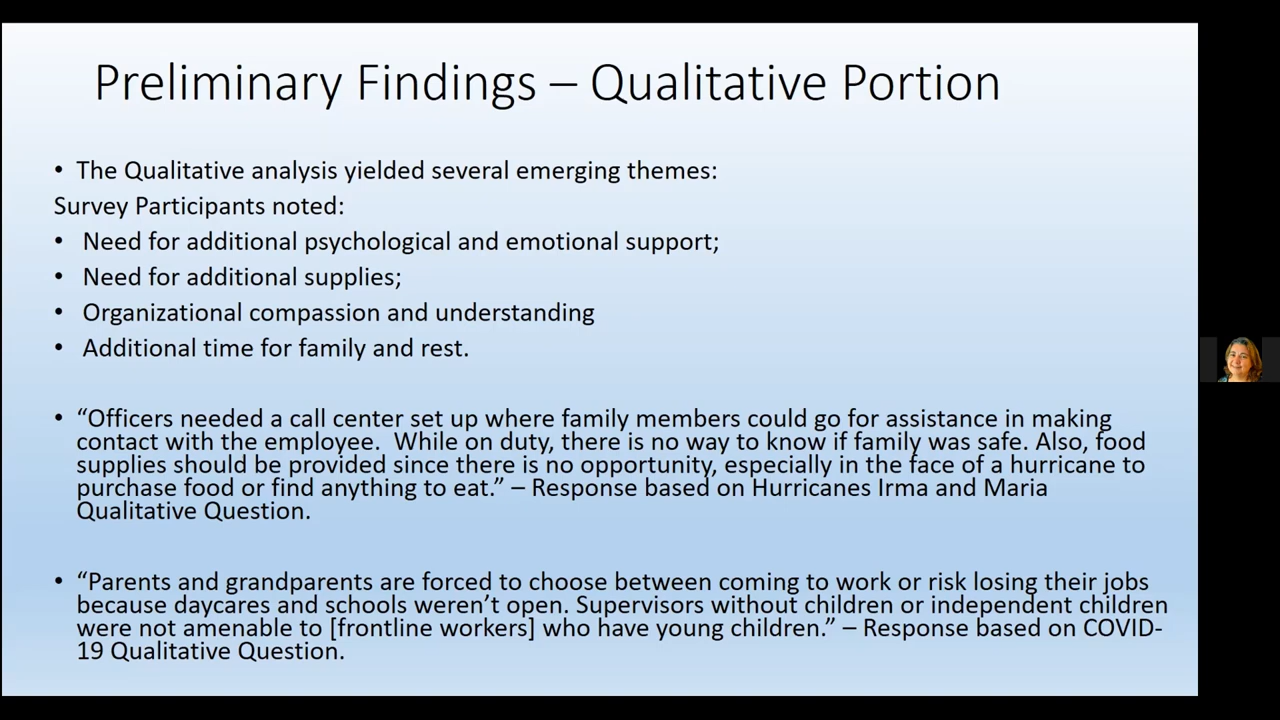 Preliminary Findings – Qualitative Portion
• The Qualitative analysis yielded several emerging themes:
Survey Participants noted:
• Need for additional psychological and emotional support;
• Need for additional supplies;
• Organizational compassion and understanding
• Additional time for family and rest.
• “Officers needed a call center set up where family members could go for assistance in making
contact with the employee.  While on duty, there is no way to know if family was safe. Also, food
supplies should be provided since there is no opportunity, especially in the face of a hurricane to
purchase food or find anything to eat.” – Response based on Hurricanes Irma and Maria
Qualitative Question.
• “Parents and grandparents are forced to choose between coming to work or risk losing their jobs
because daycares and schools weren’t open. Supervisors without children or independent children
were not amenable to [frontline workers] who have young children.” – Response based on COVID-
19 Qualitative Question.